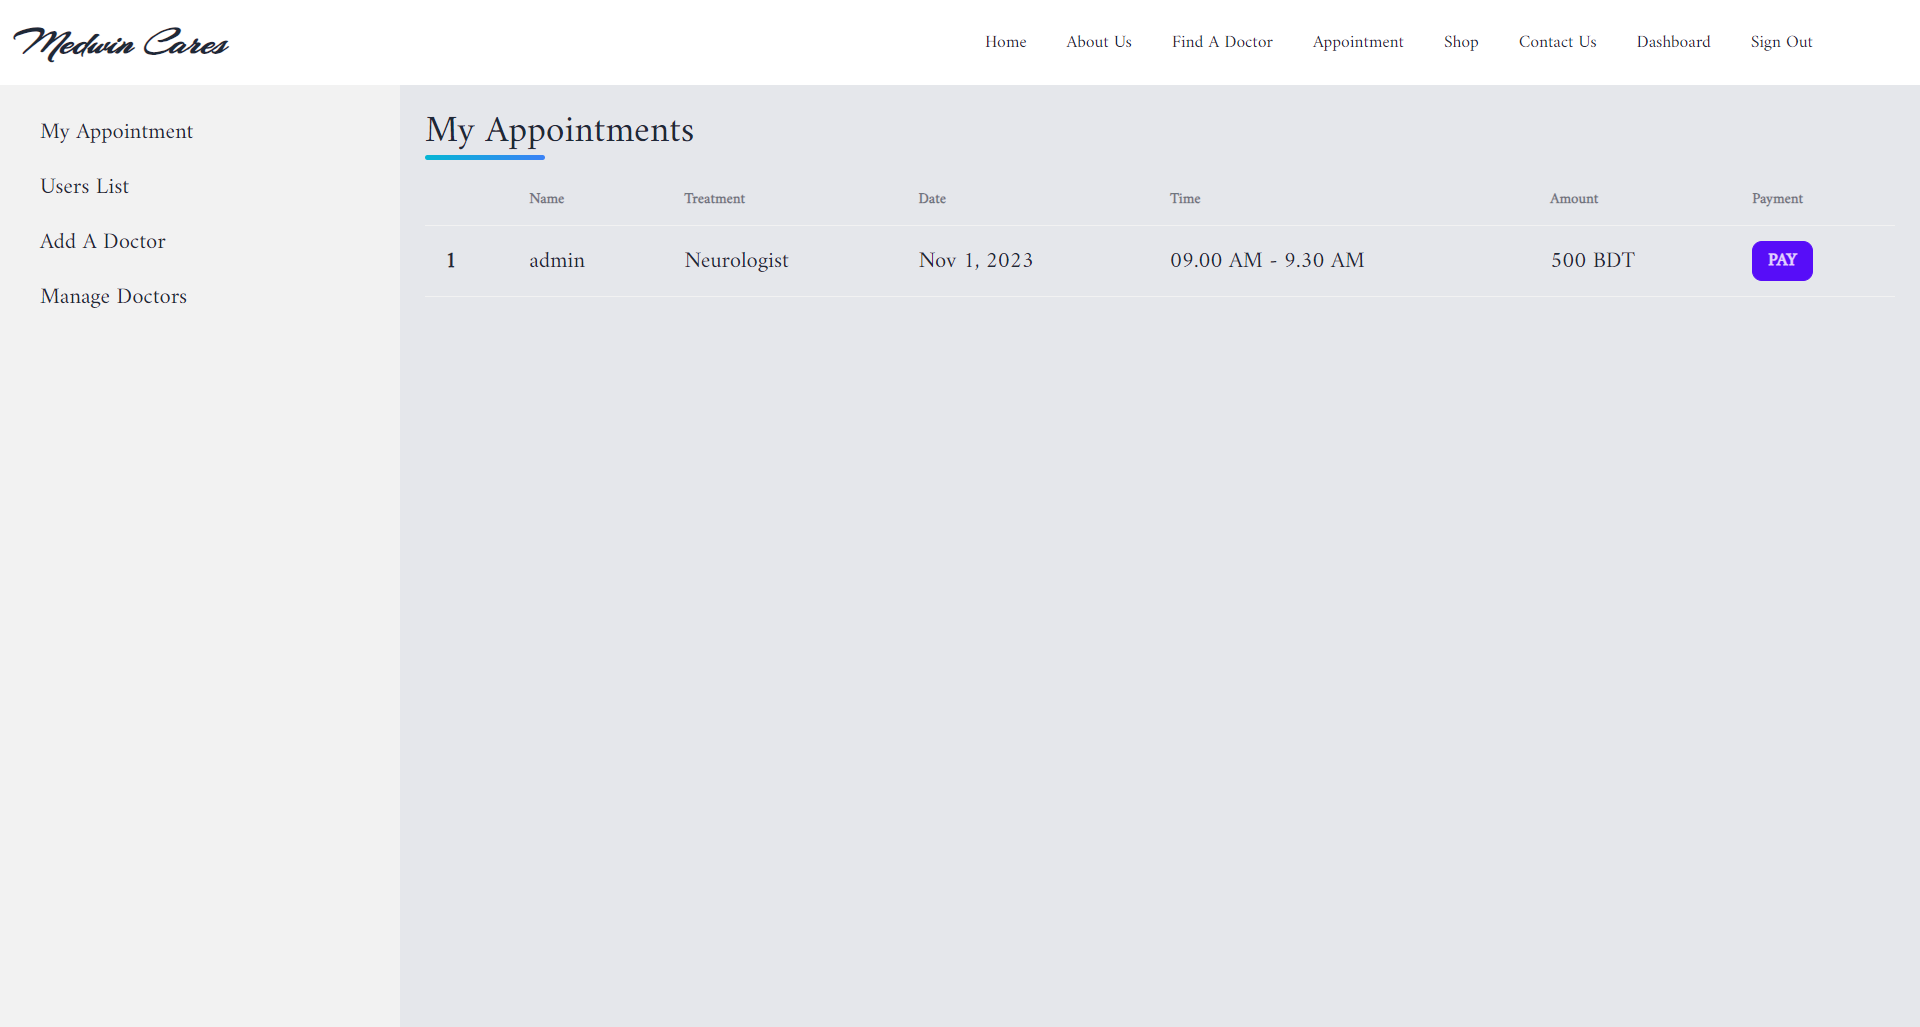 Medwin Cares
Home About Us Find A Doctor Appointment Shop Contact Us Dashboard Sign Out
My Appointment
Users List
Add A Doctor
Manage Doctors
My Appointments
Name Treatment Date Time Amount Payment
1 admin Neurologist Nov 1, 2023 09.00 AM - 9.30 AM 500 BDT PAY